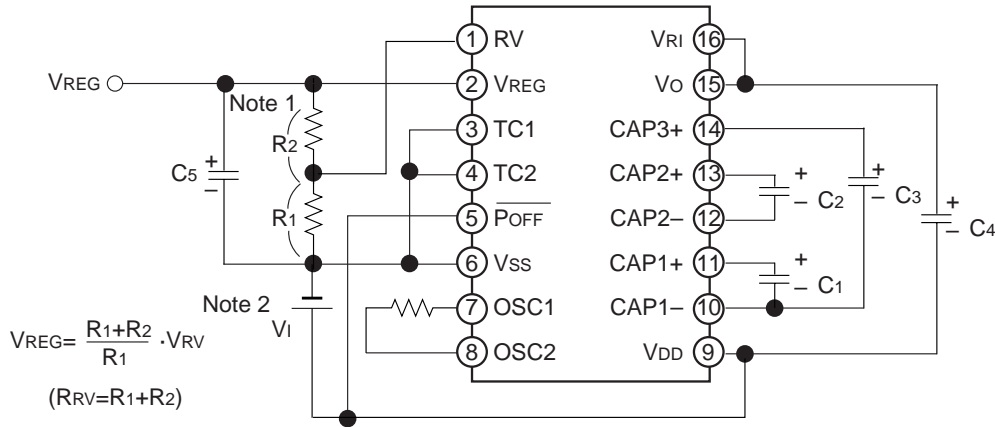 1 RV VRI 16
VREG 2 VREG VO 15
Note 1
R2 3 TC1 CAP3+ 14
C5 + – 4 TC2 CAP2+ 13 + – C2 + – C3
R1 5 POFF CAP2– 12 + – C4
6 VSS CAP1+ 11 + – C1
Note 2 VI 7 OSC1 CAP1– 10
8 OSC2 VDD 9
VREG= R1+R2 / R1 ·VRV
(RRV=R1+R2)